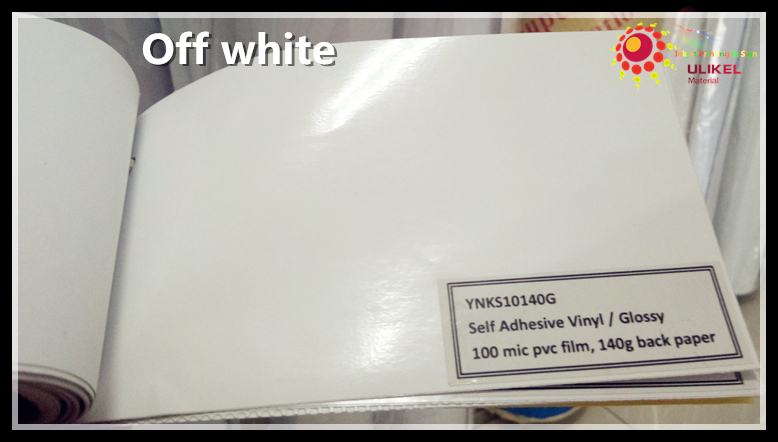 Off white
ULIKEL
Material
YNKS10140G
Self Adhesive Vinyl / Glossy
100 mic pvc film, 140g back paper